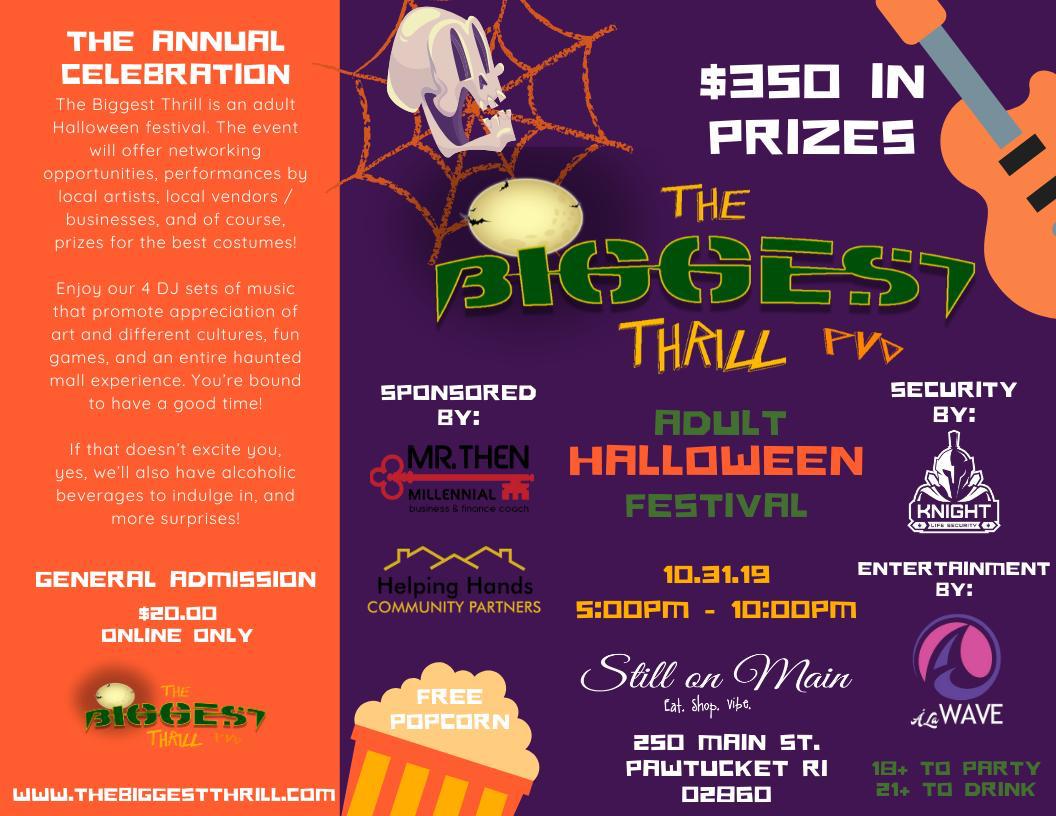 THE ANNUAL
CELEBRATION
The Biggest Thrill is an adult
Halloween festival. The event
will offer networking
opportunities, performances by
local artists, local vendors /
businesses, and of course,
prizes for the best costumes!
Enjoy our 4 DJ sets of music
that promote appreciation of
art and different cultures, fun
games, and an entire haunted
mall experience. You're bound
to have a good time!
If that doesn't excite you,
yes, we'll also have alcoholic
beverages to indulge in, and
more surprises!
GENERAL ADMISSION
$20.00
ONLINE ONLY
THE
BIGGEST
THRILL PVD
WWW.THEBIGGESTTHRILL.COM
$350 IN
PRIZES
THE
BIGGEST
THRILL PVD
SPONSORED
BY:
MR.THEN
MILLENNIAL
business & finance coach
Helping Hands
COMMUNITY PARTNERS
FREE
POPCORN
ADULT
HALLOWEEN
FESTIVAL
10.31.19
5:00PM - 10:00PM
Still on Main
Eat. Shop. Vibe.
250 MAIN ST.
PAWTUCKET RI
02860
SECURITY
BY:
KNIGHT
LIFE SECURITY
ENTERTAINMENT
BY:
Á La WAVE
18+ TO PARTY
21+ TO DRINK